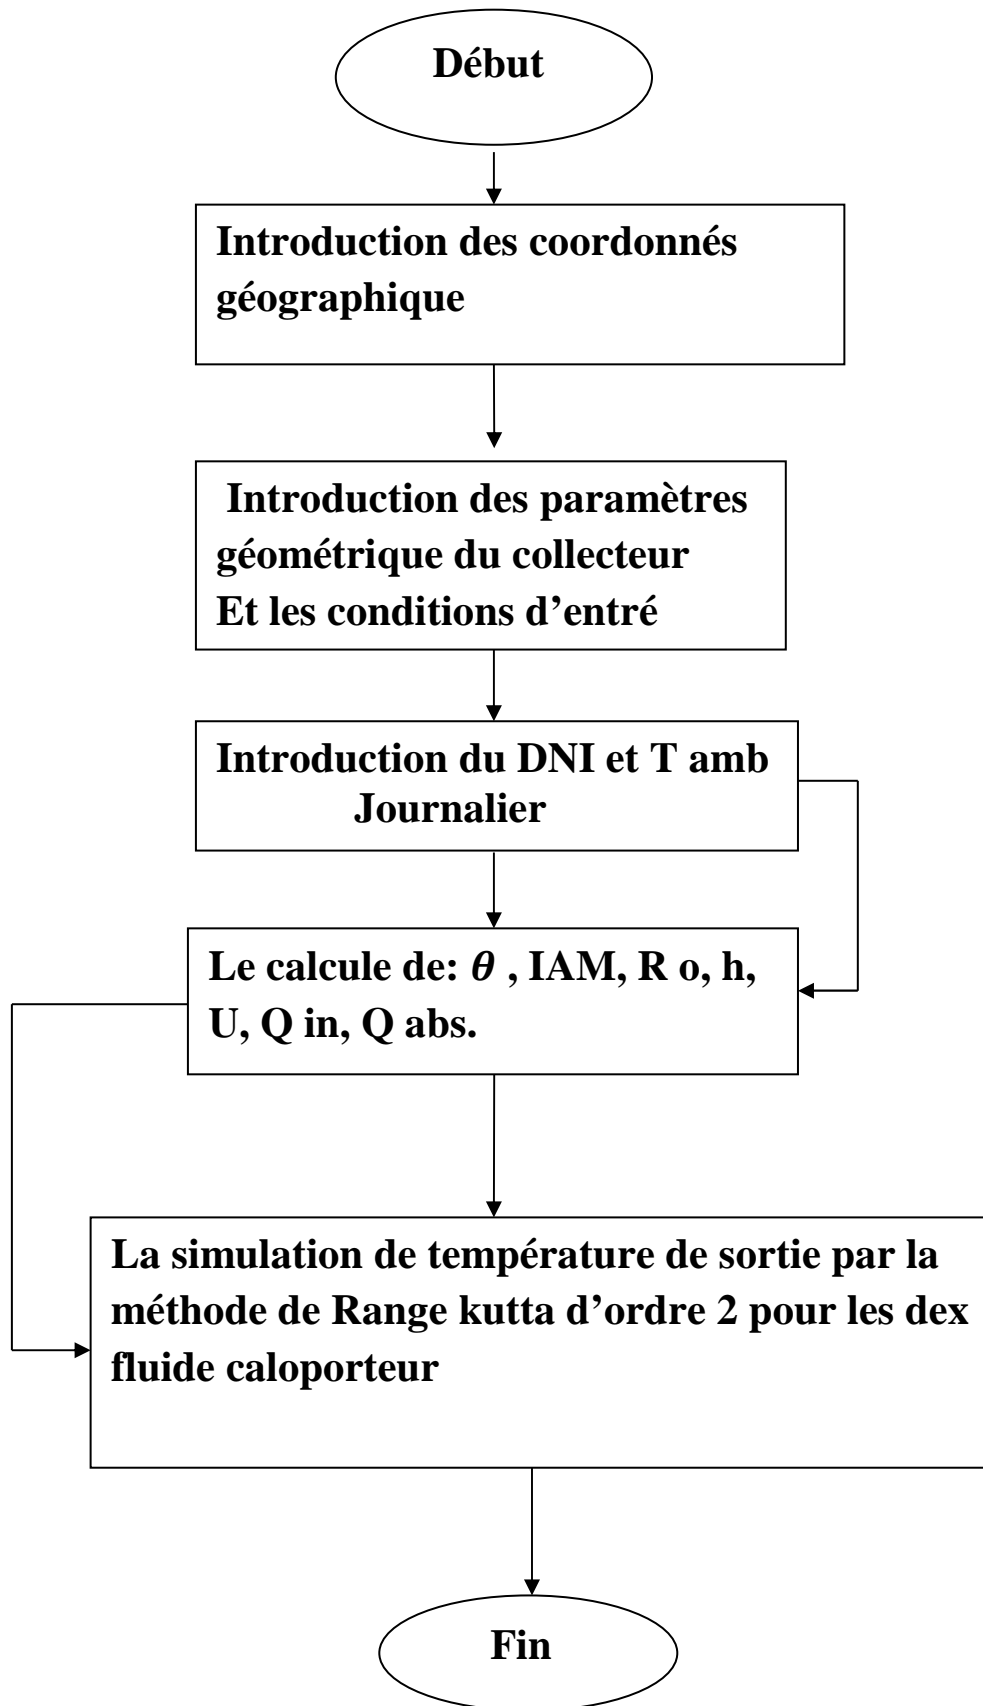 Début
Introduction des coordonnés
géographique
Introduction des paramètres
géométrique du collecteur
Et les conditions d’entré
Introduction du DNI et T amb
Journalier
Le calcule de: θ , IAM, R o, h,
U, Q in, Q abs.
La simulation de température de sortie par la
méthode de Range kutta d’ordre 2 pour les dex
fluide caloporteur
Fin